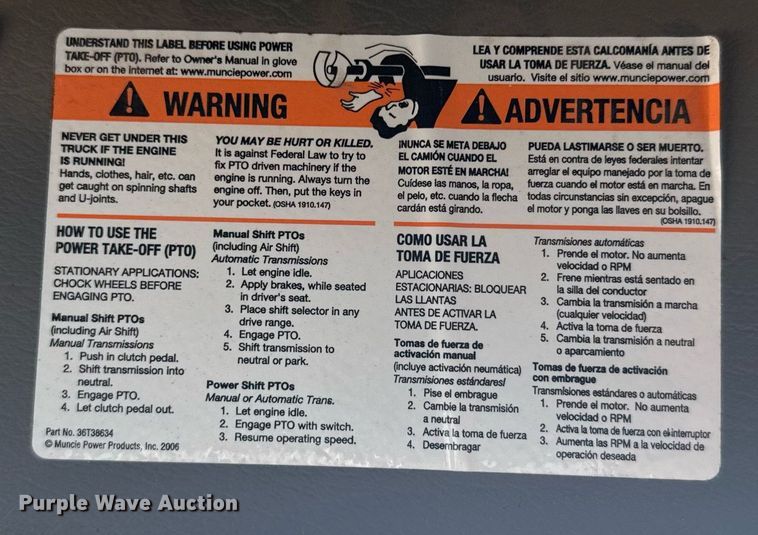 UNDERSTAND THIS LABEL BEFORE USING POWER
TAKE-OFF (PTO). Refer to Owner's Manual in glove
box or on the internet at: www.munciepower.com
WARNING
NEVER GET UNDER THIS
TRUCK IF THE ENGINE
IS RUNNING!
Hands, clothes, hair, etc. can
get caught on spinning shafts
and U-joints.
YOU MAY BE HURT OR KILLED.
It is against Federal Law to try to
fix PTO driven machinery if the
engine is running. Always turn the
engine off. Then, put the keys in
your pocket. (OSHA 1910.147)
HOW TO USE THE
POWER TAKE-OFF (PTO)
STATIONARY APPLICATIONS:
CHOCK WHEELS BEFORE
ENGAGING PTO.
Manual Shift PTOs
(including Air Shift)
Manual Transmissions
1. Push in clutch pedal.
2. Shift transmission into
neutral.
3. Engage PTO.
4. Let clutch pedal out.
Part No. 36T38634
© Muncie Power Products, Inc. 2006
Manual Shift PTOs
(including Air Shift)
Automatic Transmissions
1. Let engine idle.
2. Apply brakes, while seated
in driver's seat.
3. Place shift selector in any
drive range.
4. Engage PTO.
5. Shift transmission to
neutral or park.
Power Shift PTOs
Manual or Automatic Trans.
1. Let engine idle.
2. Engage PTO with switch.
3. Resume operating speed.
LEA Y COMPRENDE ESTA CALCOMANÍA ANTES DE
USAR LA TOMA DE FUERZA. Véase el manual del
usuario. Visite el sitio www.munciepower.com
ADVERTENCIA
¡NUNCA SE META DEBAJO
EL CAMIÓN CUANDO EL
MOTOR ESTÉ EN MARCHA!
Cuídese las manos, la ropa,
el pelo, etc. cuando la flecha
cardán está girando.
PUEDA LASTIMARSE O SER MUERTO.
Está en contra de leyes federales intentar
arreglar el equipo manejado por la toma de
fuerza cuando el motor está en marcha. En
todas circunstancias sin excepción, apague
el motor y ponga las llaves en su bolsillo.
(OSHA 1910.147)
COMO USAR LA
TOMA DE FUERZA
APLICACIONES
ESTACIONARIAS: BLOQUEAR
LAS LLANTAS
ANTES DE ACTIVAR LA
TOMA DE FUERZA.
Tomas de fuerza de
activación manual
(incluye activación neumática)
Transmisiones estándares!
1. Pise el embrague
2. Cambie la transmisión
a neutral
3. Activa la toma de fuerza
4. Desembragar
Transmisiones automáticas
1. Prende el motor. No aumenta
velocidad o RPM
2. Frene mientras está sentado en
la silla del conductor
3. Cambia la transmisión a marcha
(cualquier velocidad)
4. Activa la toma de fuerza
5. Cambia la transmisión a neutral
o aparcamiento
Tomas de fuerza de activación
con embrague
Transmisiones estándares o automáticas
1. Prende el motor. No aumenta
velocidad o RPM
2. Activa la toma de fuerza con el interruptor
3. Aumenta las RPM a la velocidad de
operación deseada
Purple Wave Auction